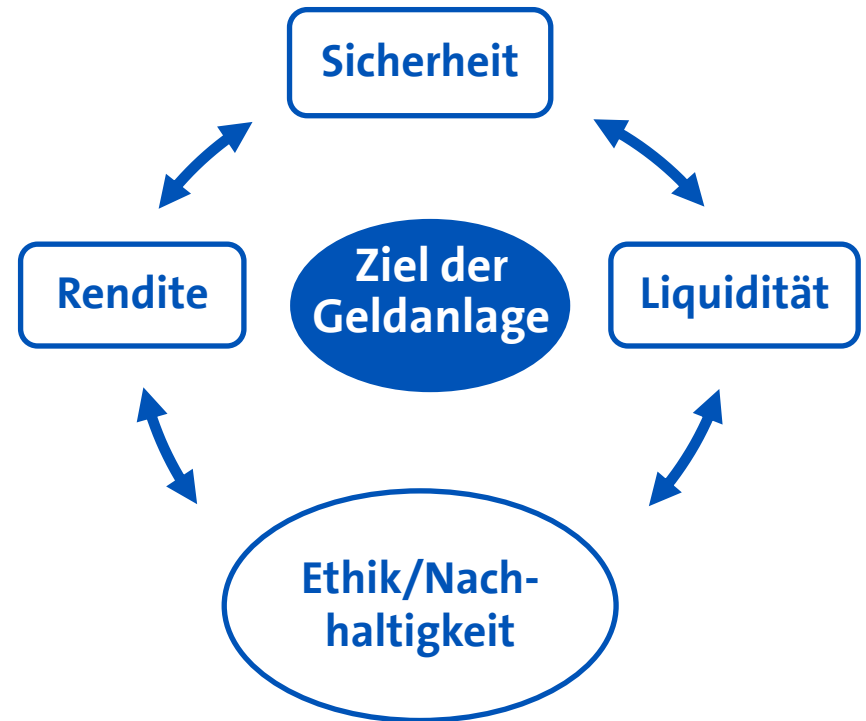 Sicherheit
Rendite
Ziel der
Geldanlage
Liquidität
Ethik/Nach-
haltigkeit